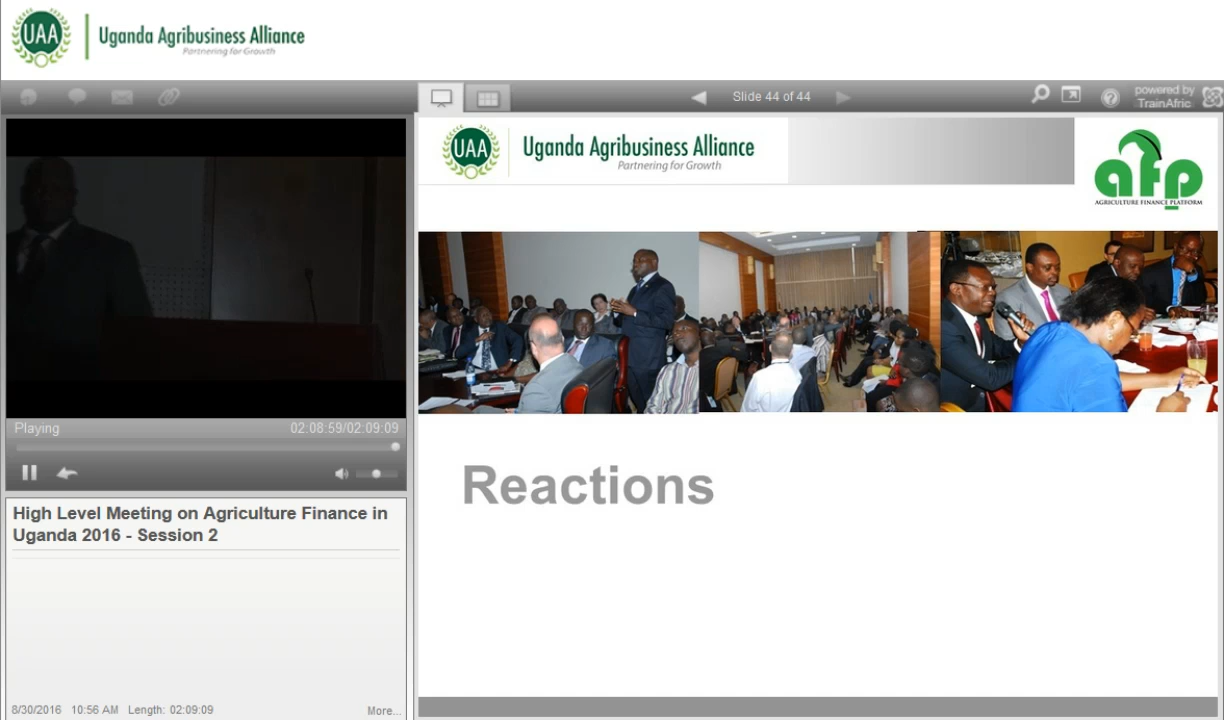 UAA
Uganda Agribusiness Alliance
Partnering for Growth
Slide 44 of 44
powered by
TrainAfric
UAA
Uganda Agribusiness Alliance
Partnering for Growth
afp
AGRICULTURE FINANCE PLATFORM
Playing
02:08:59/02:09:09
Reactions
High Level Meeting on Agriculture Finance in
Uganda 2016 - Session 2
8/30/2016 10:56 AM Length: 02:09:09
More...